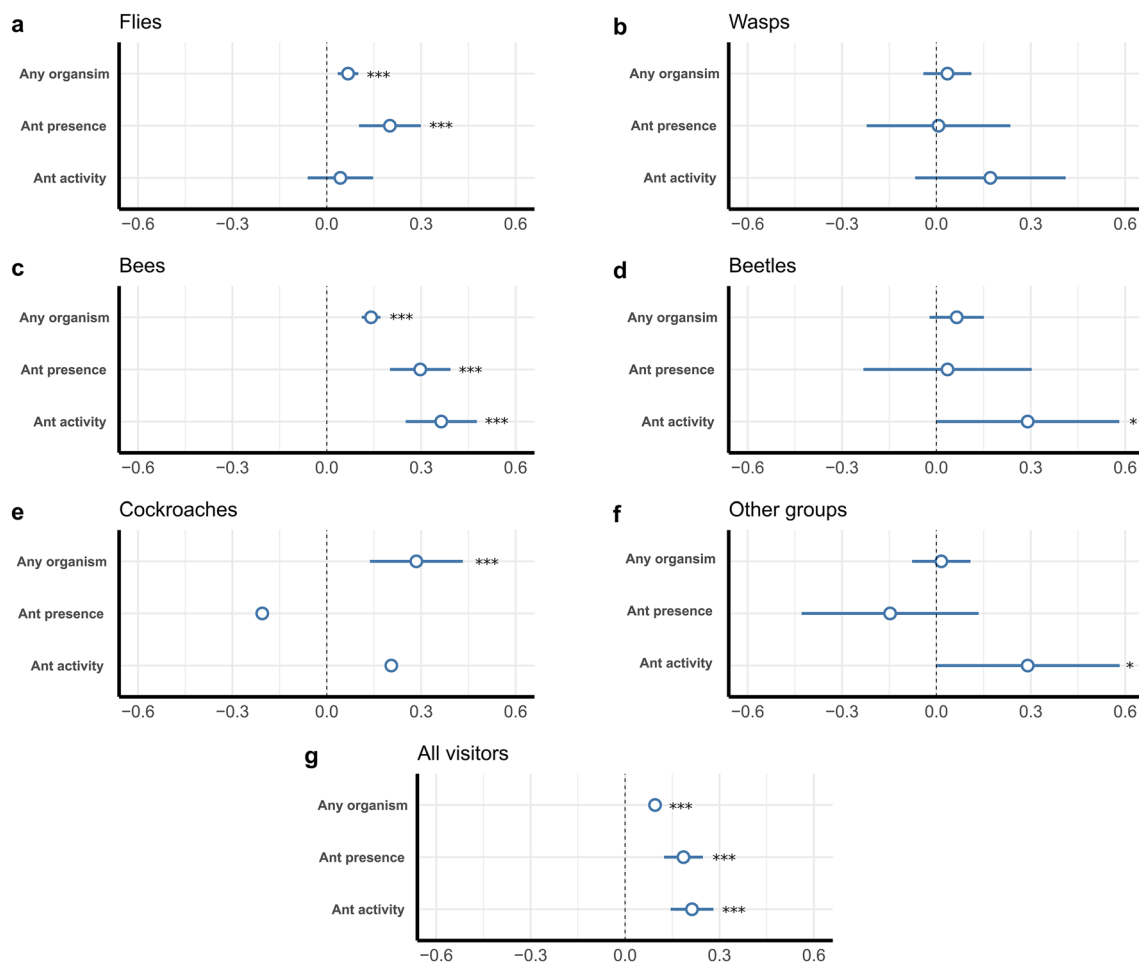 a Flies
Any organsim ***
Ant presence ***
Ant activity
−0.6 −0.3 0.0 0.3 0.6
b Wasps
Any organsim
Ant presence
Ant activity
−0.6 −0.3 0.0 0.3 0.6
c Bees
Any organism ***
Ant presence ***
Ant activity ***
−0.6 −0.3 0.0 0.3 0.6
d Beetles
Any organsim
Ant presence
Ant activity *
−0.6 −0.3 0.0 0.3 0.6
e Cockroaches
Any organism ***
Ant presence
Ant activity
−0.6 −0.3 0.0 0.3 0.6
f Other groups
Any organsim
Ant presence
Ant activity *
−0.6 −0.3 0.0 0.3 0.6
g All visitors
Any organism ***
Ant presence ***
Ant activity ***
−0.6 −0.3 0.0 0.3 0.6